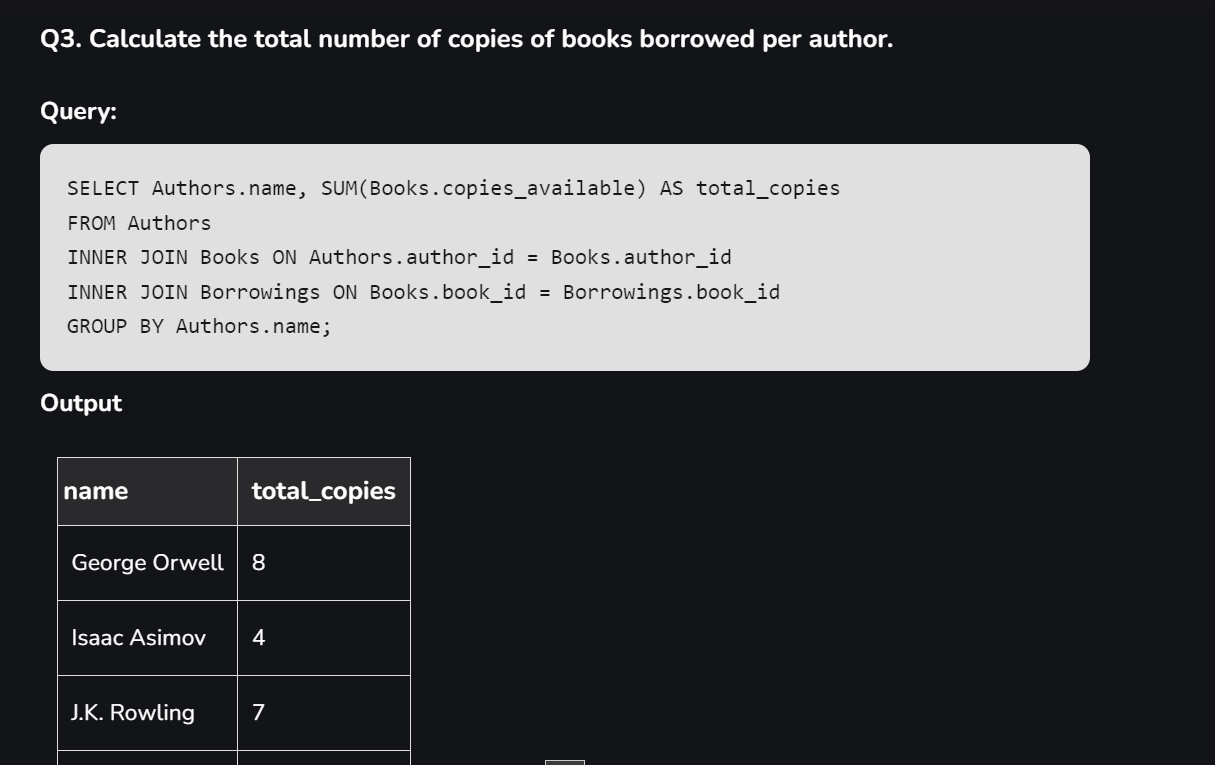 Q3. Calculate the total number of copies of books borrowed per author.
Query:
SELECT Authors.name, SUM(Books.copies_available) AS total_copies
FROM Authors
INNER JOIN Books ON Authors.author_id = Books.author_id
INNER JOIN Borrowings ON Books.book_id = Borrowings.book_id
GROUP BY Authors.name;
Output
name total_copies
George Orwell 8
Isaac Asimov 4
J.K. Rowling 7